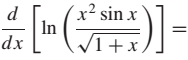 d/dx [ln (x² sin x / √1 + x)] =